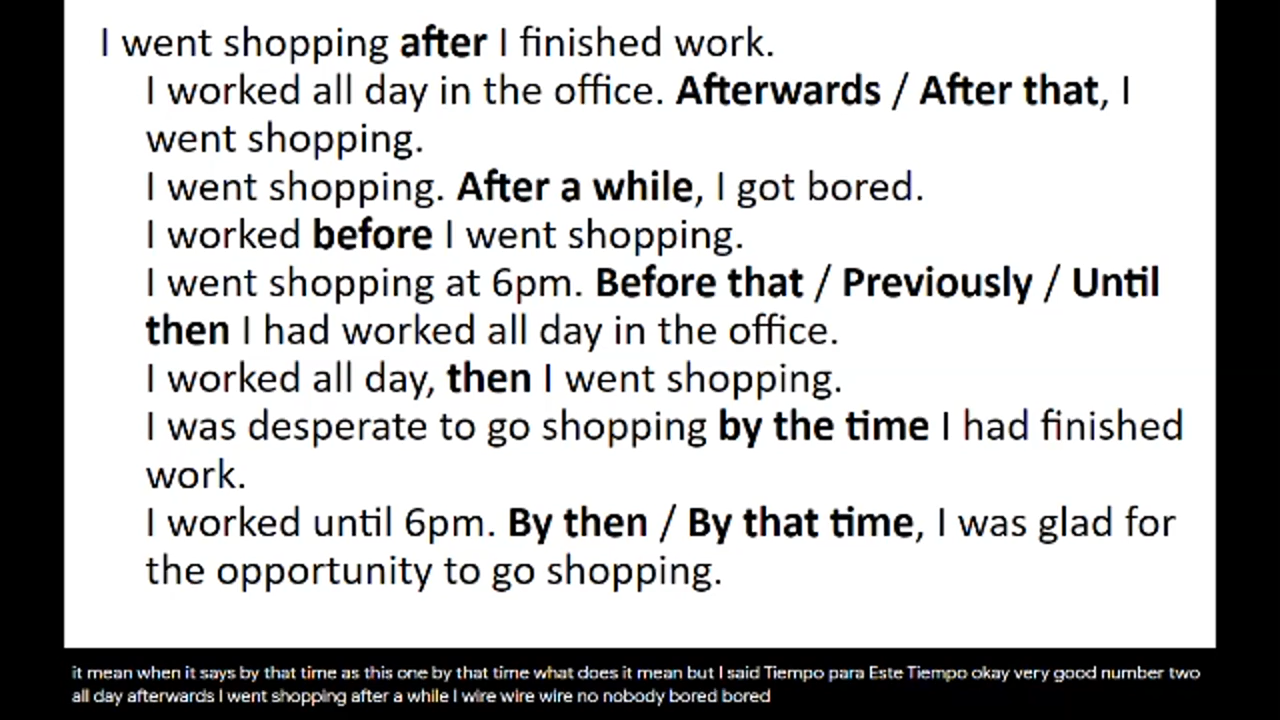 I went shopping after I finished work.
I worked all day in the office. Afterwards / After that, I
went shopping.
I went shopping. After a while, I got bored.
I worked before I went shopping.
I went shopping at 6pm. Before that / Previously / Until
then I had worked all day in the office.
I worked all day, then I went shopping.
I was desperate to go shopping by the time I had finished
work.
I worked until 6pm. By then / By that time, I was glad for
the opportunity to go shopping.
it mean when it says by that time as this one by that time what does it mean but I said Tiempo para Este Tiempo okay very good number two
all day afterwards I went shopping after a while I wire wire wire no nobody bored bored